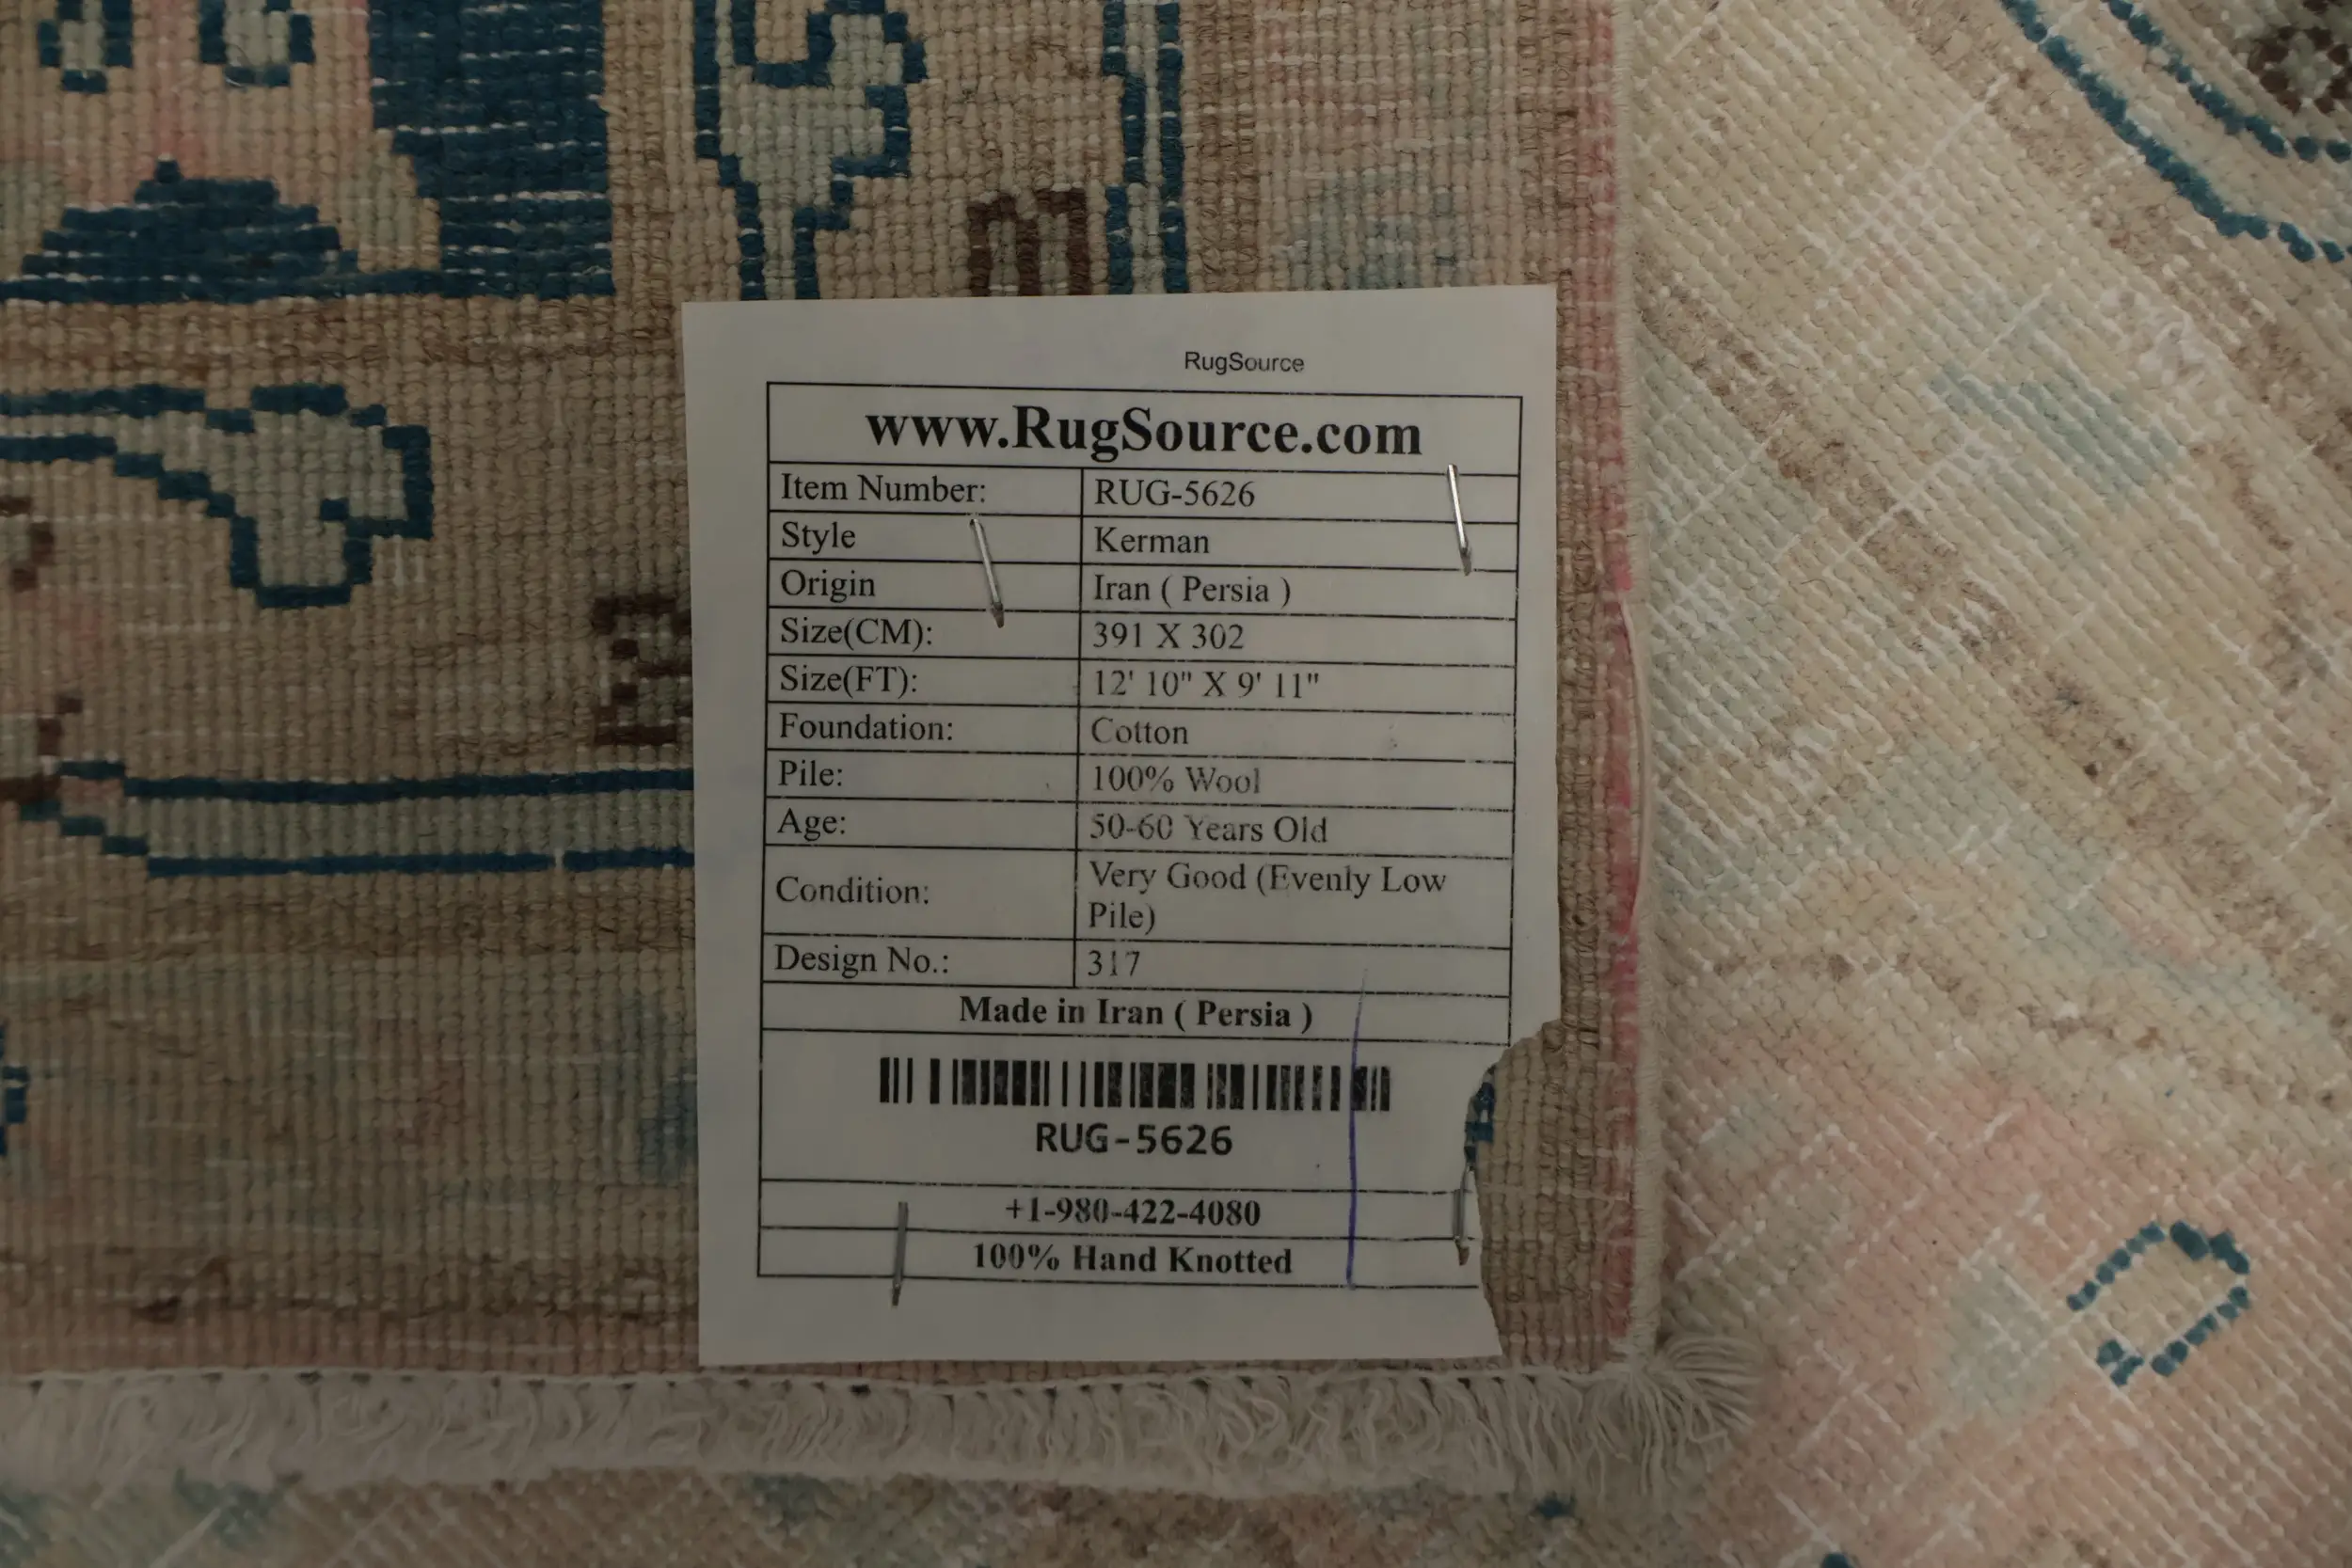 RugSource
www.RugSource.com
Item Number: RUG-5626
Style Kerman
Origin Iran ( Persia )
Size(CM): 391 X 302
Size(FT): 12' 10" X 9' 11"
Foundation: Cotton
Pile: 100% Wool
Age: 50-60 Years Old
Condition: Very Good (Evenly Low
Pile)
Design No.: 317
Made in Iran ( Persia )
RUG-5626
+1-980-422-4080
100% Hand Knotted